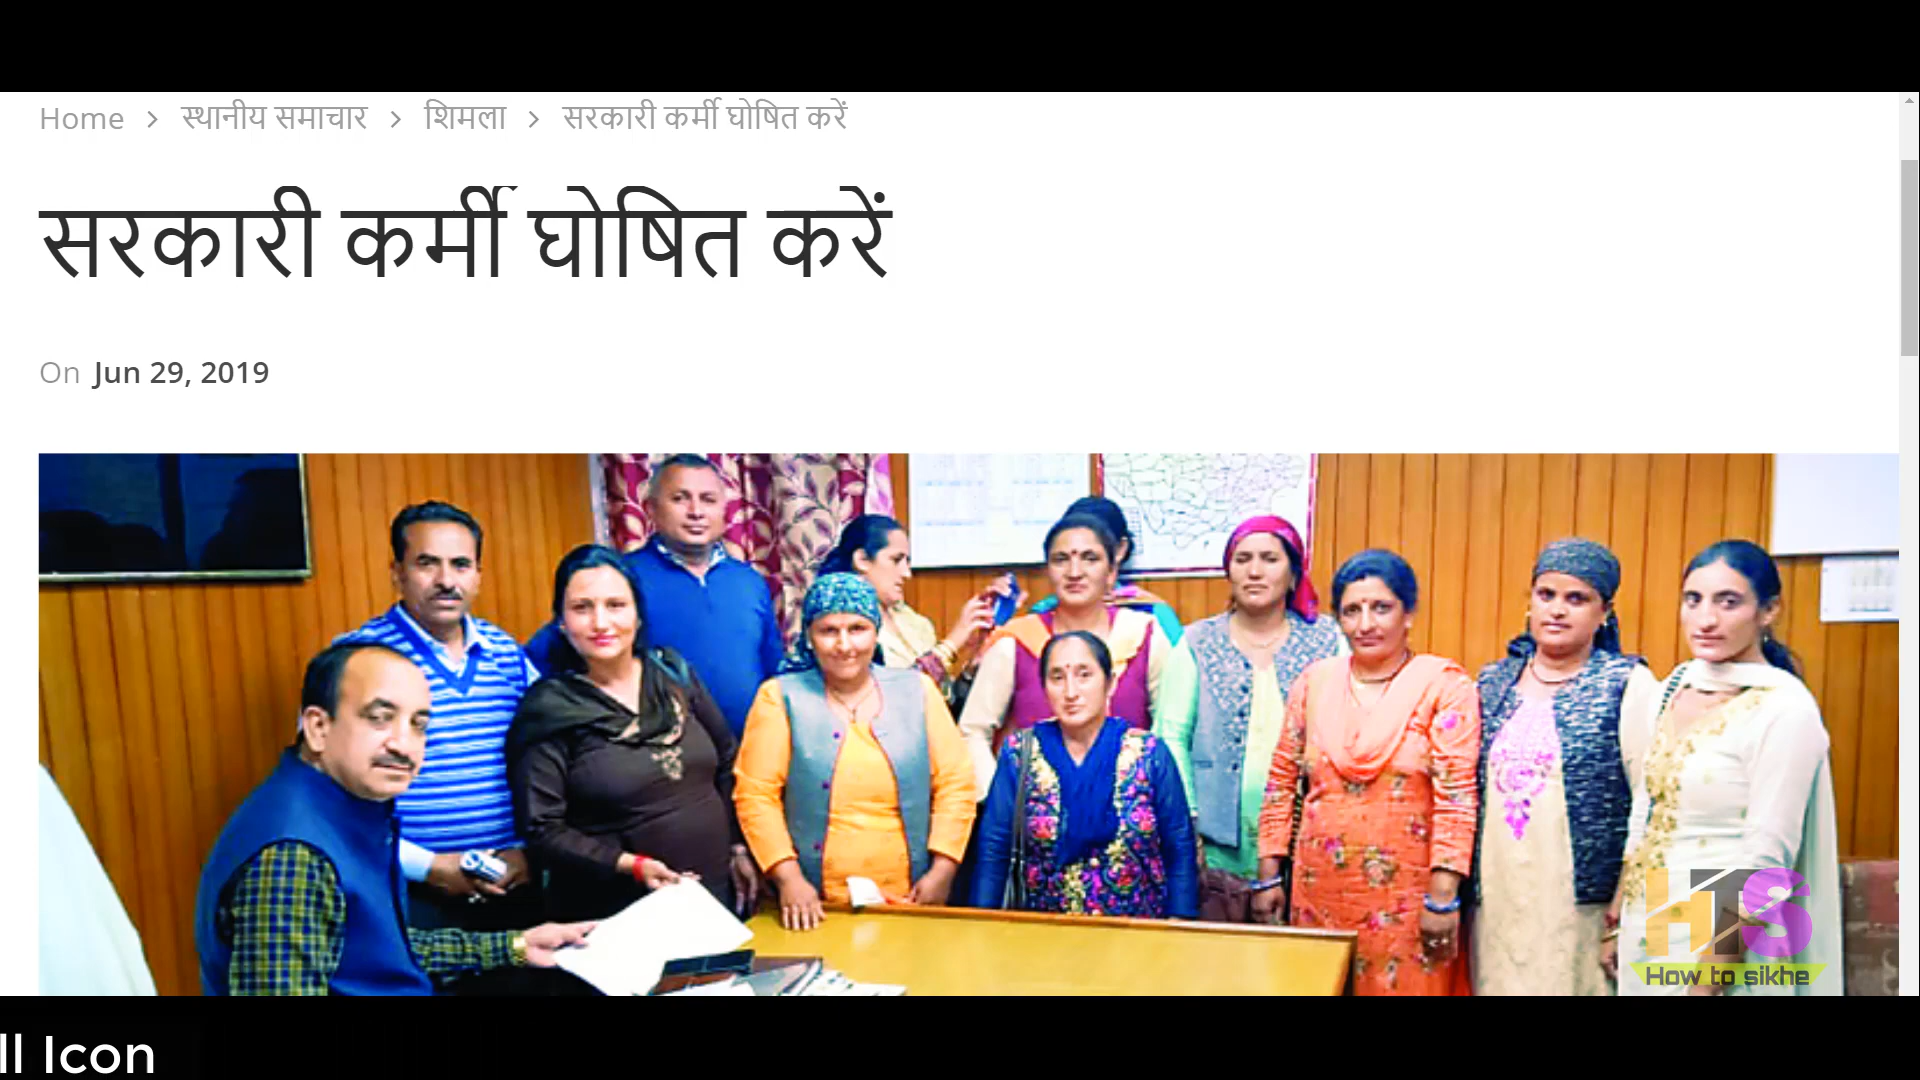 Home > स्थानीय समाचार > शिमला > सरकारी कर्मी घोषित करें
सरकारी कर्मी घोषित करें
On Jun 29, 2019
HTS
How to sikhe
ll Icon